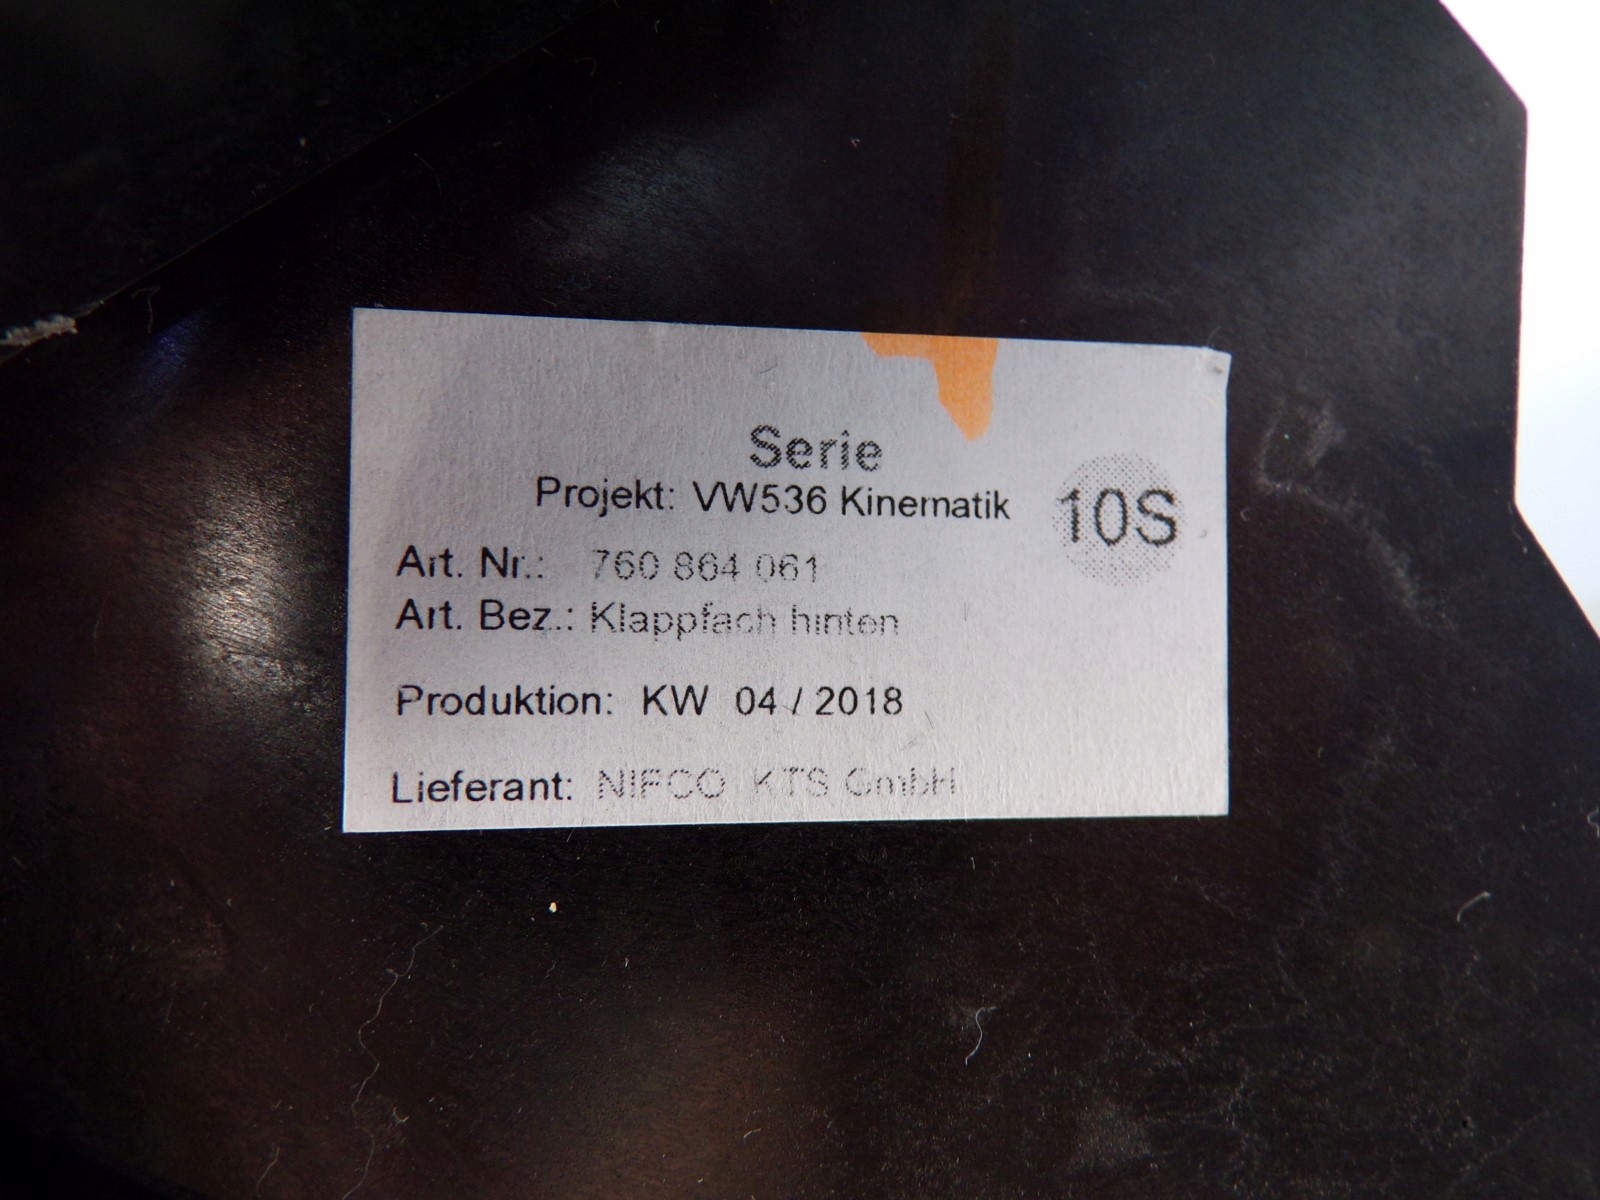 Serie
Projekt: VW536 Kinematik
10S
Art. Nr.: 760 864 061
Art. Bez.: Klappfach hinten
Produktion: KW 04 / 2018
Lieferant: NIFCO KTS GmbH